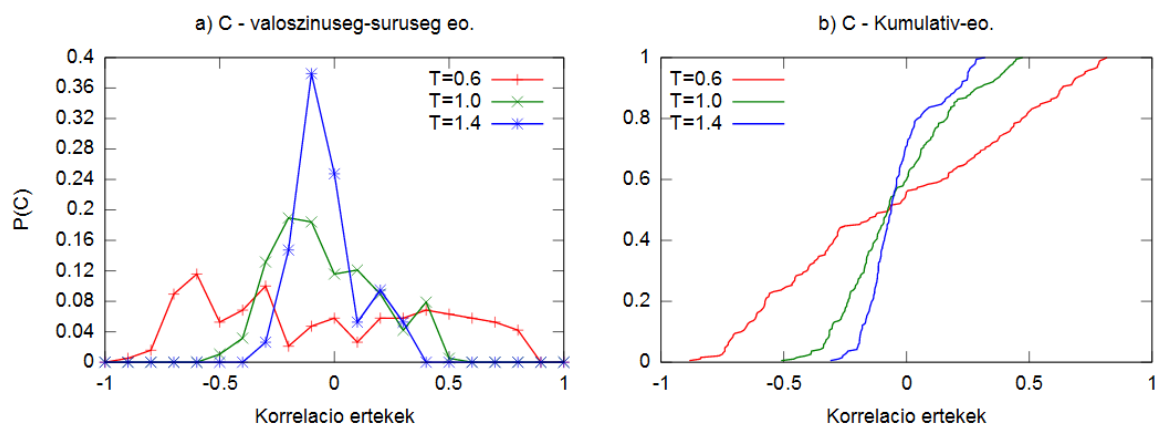 a) C - valoszinuseg-suruseg eo.
0.4
0.36
0.32
0.28
0.24
0.2
0.16
0.12
0.08
0.04
0
P(C)
T=0.6
T=1.0
T=1.4
-1
-0.5
0
0.5
1
Korrelacio ertekek
b) C - Kumulativ-eo.
1
0.8
0.6
0.4
0.2
0
T=0.6
T=1.0
T=1.4
-1
-0.5
0
0.5
1
Korrelacio ertekek